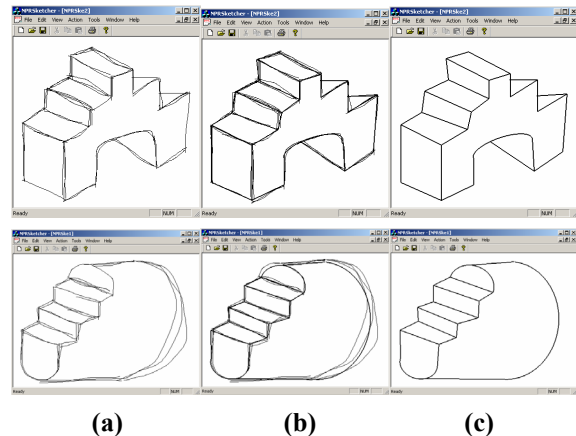 NPRSketcher - [NPRSke2]
File Edit View Action Tools Window Help
Ready NUM
NPRSketcher - [NPRSke2]
File Edit View Action Tools Window Help
Ready NUM
NPRSketcher - [NPRSke2]
File Edit View Action Tools Window Help
Ready NUM
NPRSketcher - [NPRSke1]
File Edit View Action Tools Window Help
Ready NUM
NPRSketcher - [NPRSke1]
File Edit View Action Tools Window Help
Ready NUM
NPRSketcher - [NPRSke1]
File Edit View Action Tools Window Help
Ready NUM
(a) (b) (c)